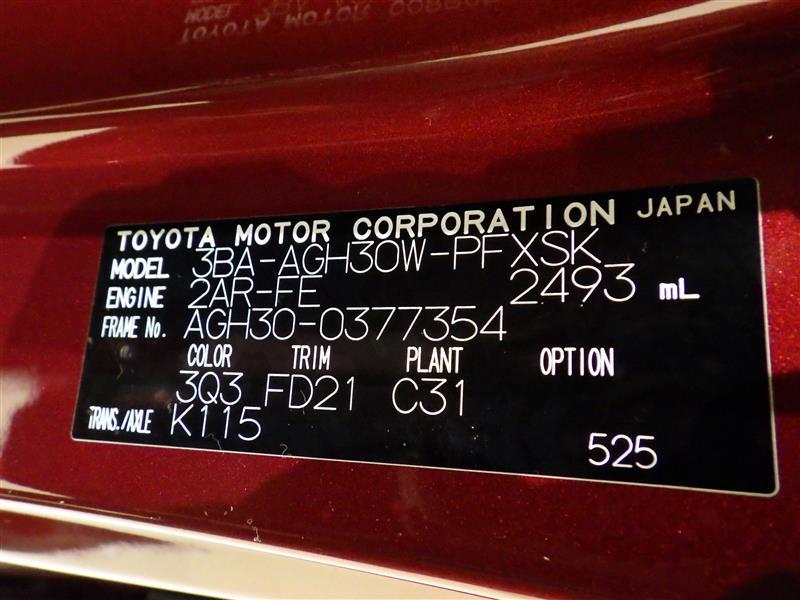 TOYOTA MOTOR CORPORATION JAPAN
MODEL 3BA-AGH30W-PFXSK
ENGINE 2AR-FE 2493 mL
FRAME No. AGH30-0377354
COLOR TRIM PLANT OPTION
3Q3 FD21 C31
TRANS./AXLE K115
525